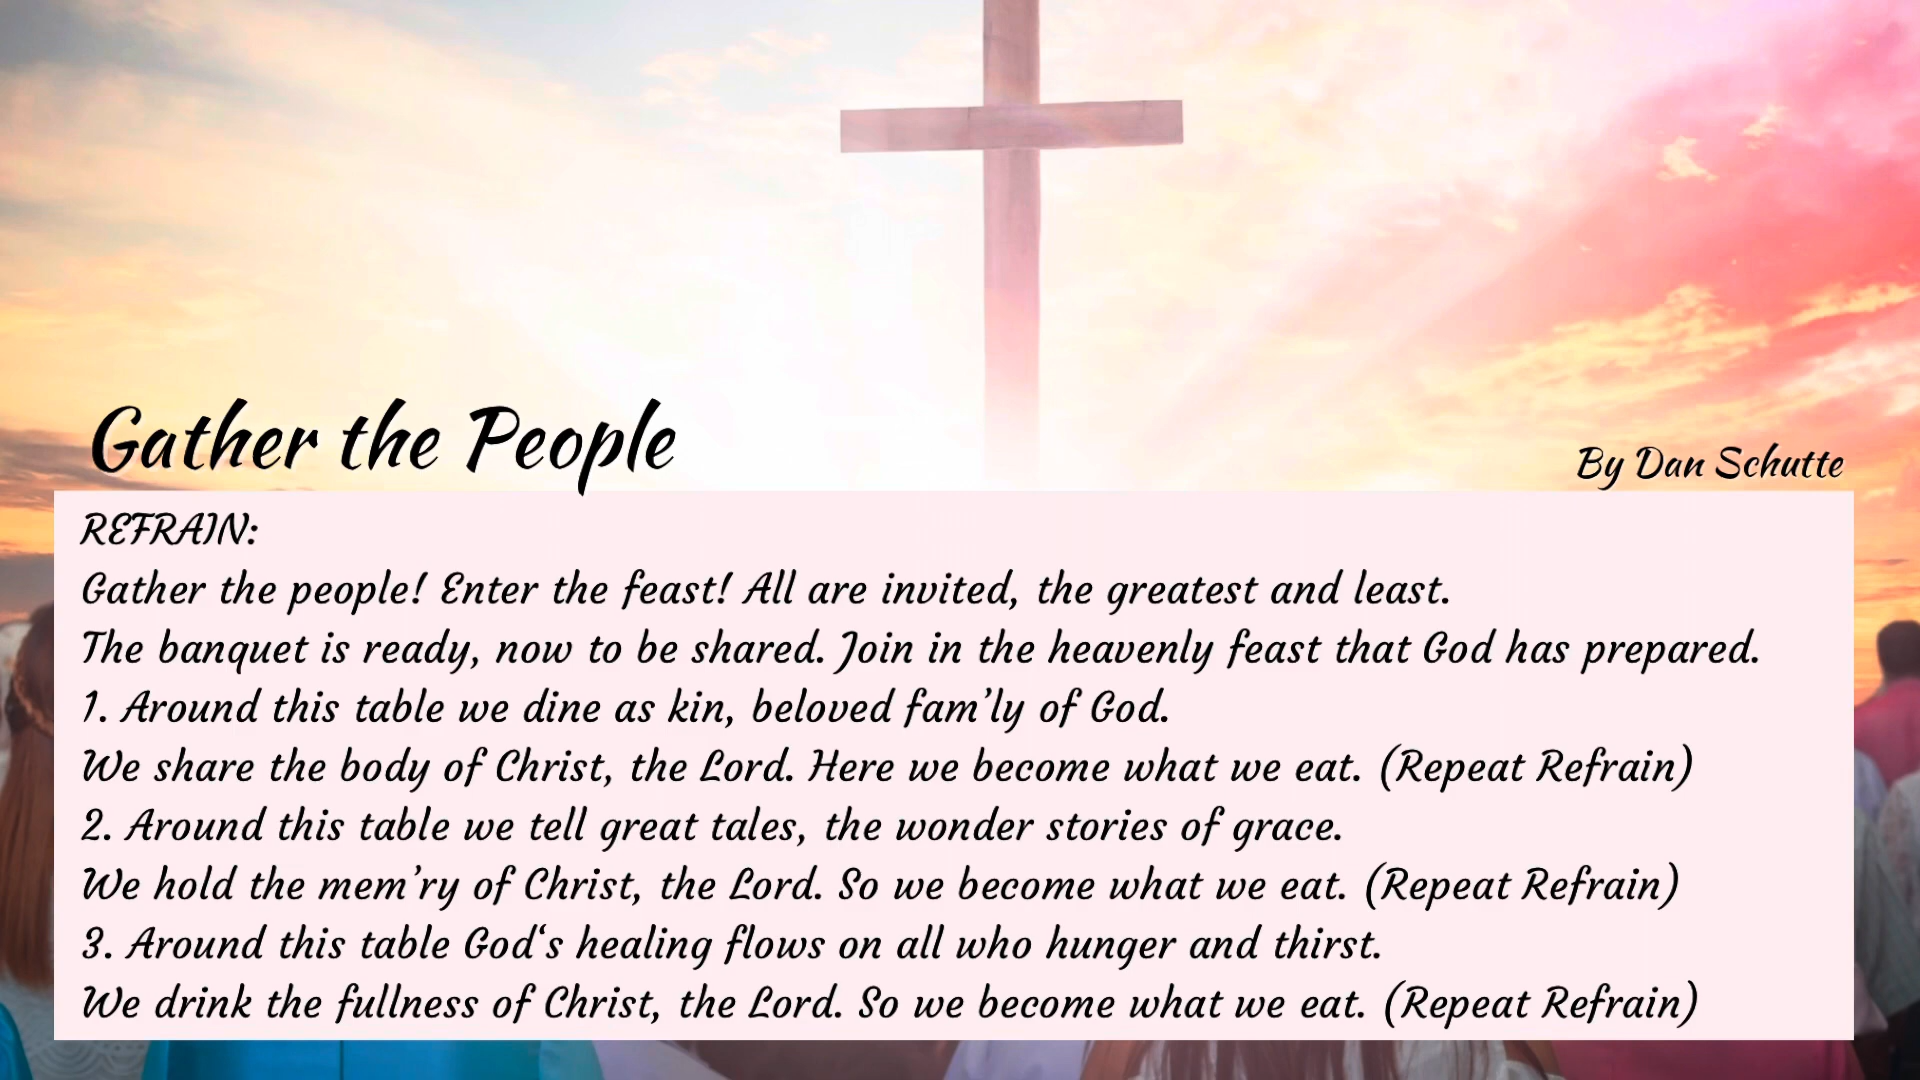 Gather the People
By Dan Schutte
REFRAIN:
Gather the people! Enter the feast! All are invited, the greatest and least.
The banquet is ready, now to be shared. Join in the heavenly feast that God has prepared.
1. Around this table we dine as kin, beloved fam’ly of God.
We share the body of Christ, the Lord. Here we become what we eat. (Repeat Refrain)
2. Around this table we tell great tales, the wonder stories of grace.
We hold the mem’ry of Christ, the Lord. So we become what we eat. (Repeat Refrain)
3. Around this table God‘s healing flows on all who hunger and thirst.
We drink the fullness of Christ, the Lord. So we become what we eat. (Repeat Refrain)